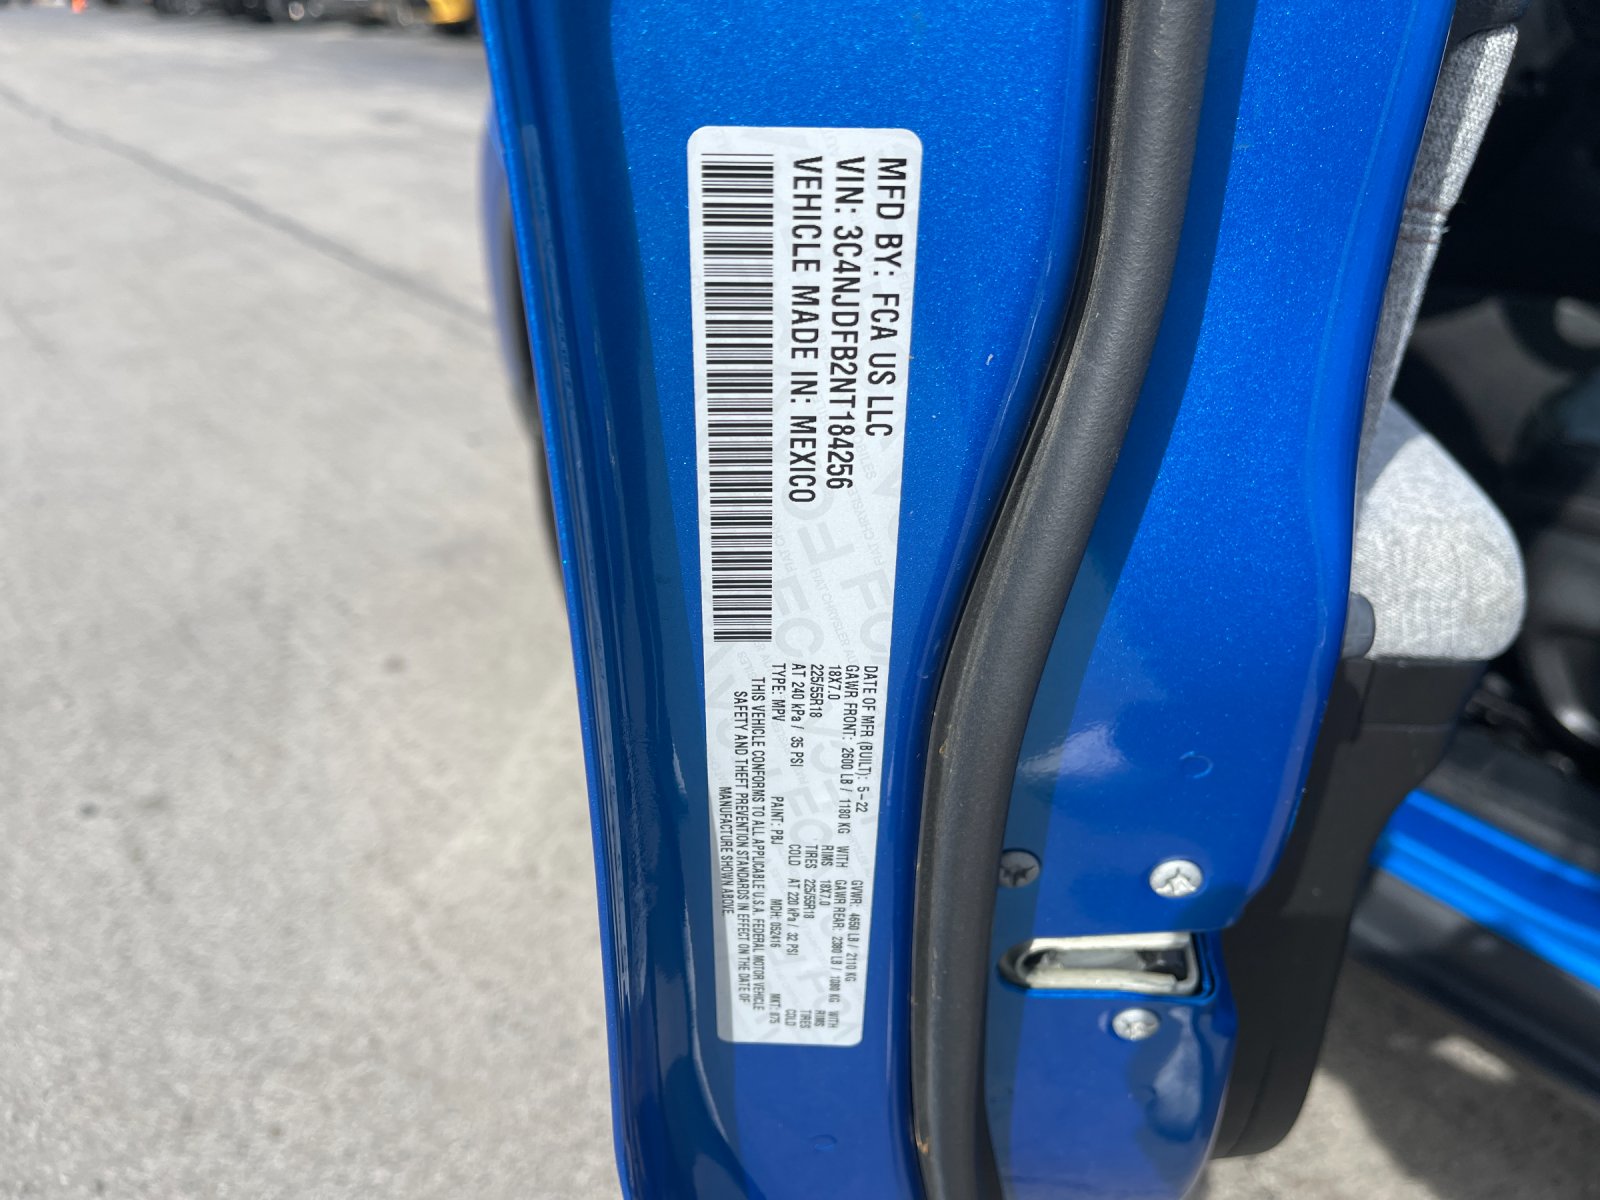 MFD BY: FCA US LLC
VIN: 3C4NJDFB2NT184256
VEHICLE MADE IN: MEXICO
DATE OF MFR (BUILT): 5-22
GVWR: 4650 LB / 2110 KG
GAWR FRONT: 2600 LB / 1180 KG WITH
GAWR REAR: 2380 LB / 1080 KG WITH
18X7.0 RIMS
18X7.0 RIMS
225/55R18 TIRES
225/55R18 TIRES
AT 240 kPa / 35 PSI COLD
AT 220 kPa / 32 PSI COLD
TYPE: MPV PAINT: PBJ MDH: 052416 MKT: 875
THIS VEHICLE CONFORMS TO ALL APPLICABLE U.S.A. FEDERAL MOTOR VEHICLE
SAFETY AND THEFT PREVENTION STANDARDS IN EFFECT ON THE DATE OF
MANUFACTURE SHOWN ABOVE.